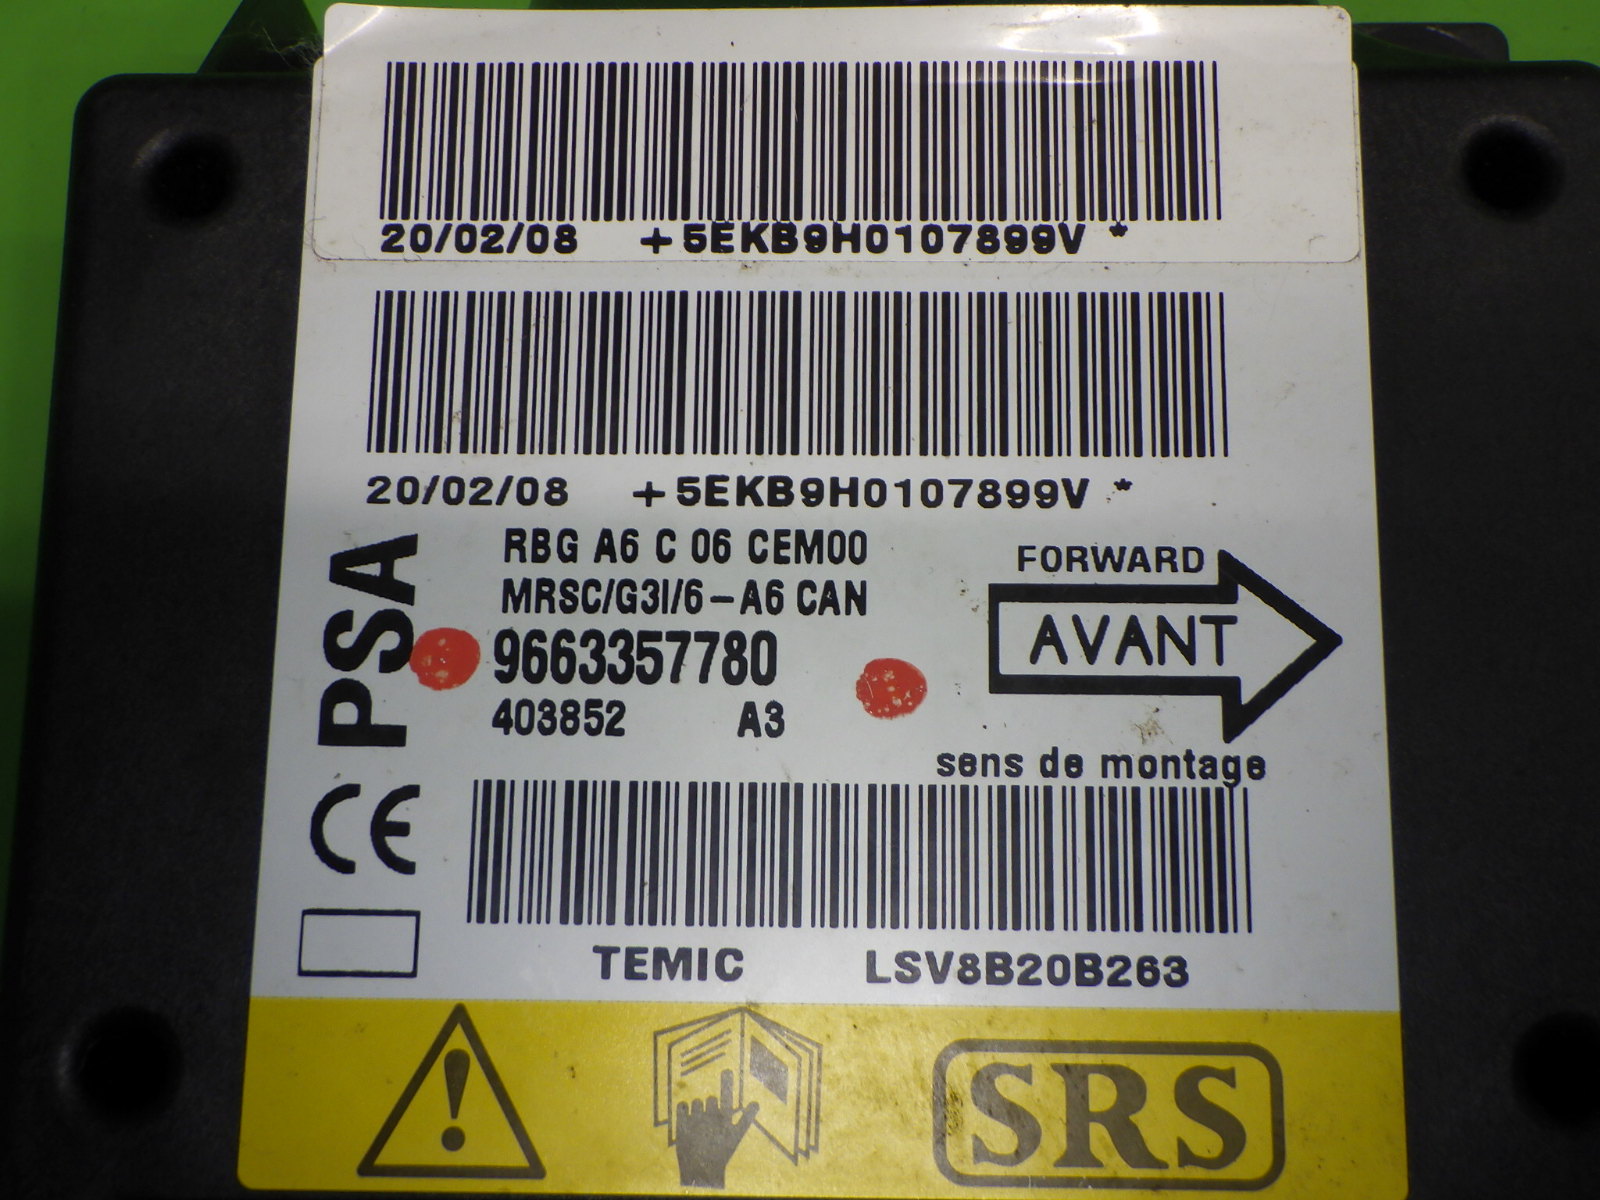 20/02/08 +5EKB9H0107899V *
20/02/08 +5EKB9H0107899V *
RBG A6 C 06 CEM00
MRSC/G3I/6-A6 CAN
9663357780
403852 A3
PSA
CE
FORWARD
AVANT
sens de montage
TEMIC LSV8B20B263
SRS